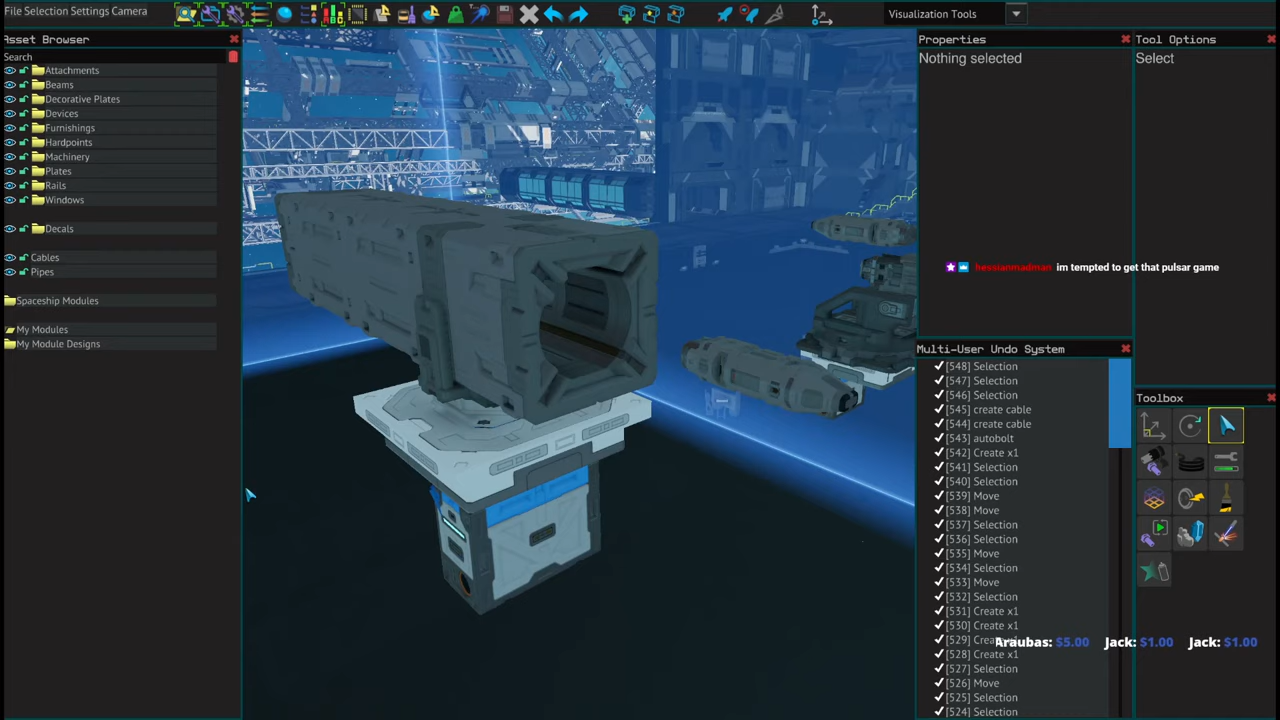 File Selection Settings Camera
Visualization Tools
Asset Browser
Search
Attachments
Beams
Decorative Plates
Devices
Furnishings
Hardpoints
Machinery
Plates
Rails
Windows
Decals
Cables
Pipes
Spaceship Modules
My Modules
My Module Designs
Properties
Nothing selected
hessianmadman im tempted to get that pulsar game
Tool Options
Select
Multi-User Undo System
[548] Selection
[547] Selection
[546] Selection
[545] create cable
[544] create cable
[543] autobolt
[542] Create x1
[541] Selection
[540] Selection
[539] Move
[538] Move
[537] Selection
[536] Selection
[535] Move
[534] Selection
[533] Move
[532] Selection
[531] Create x1
[530] Create x1
[529] Create x1
[528] Create x1
[527] Selection
[526] Move
[525] Selection
[524] Selection
Toolbox
Araubas: $5.00 Jack: $1.00 Jack: $1.00